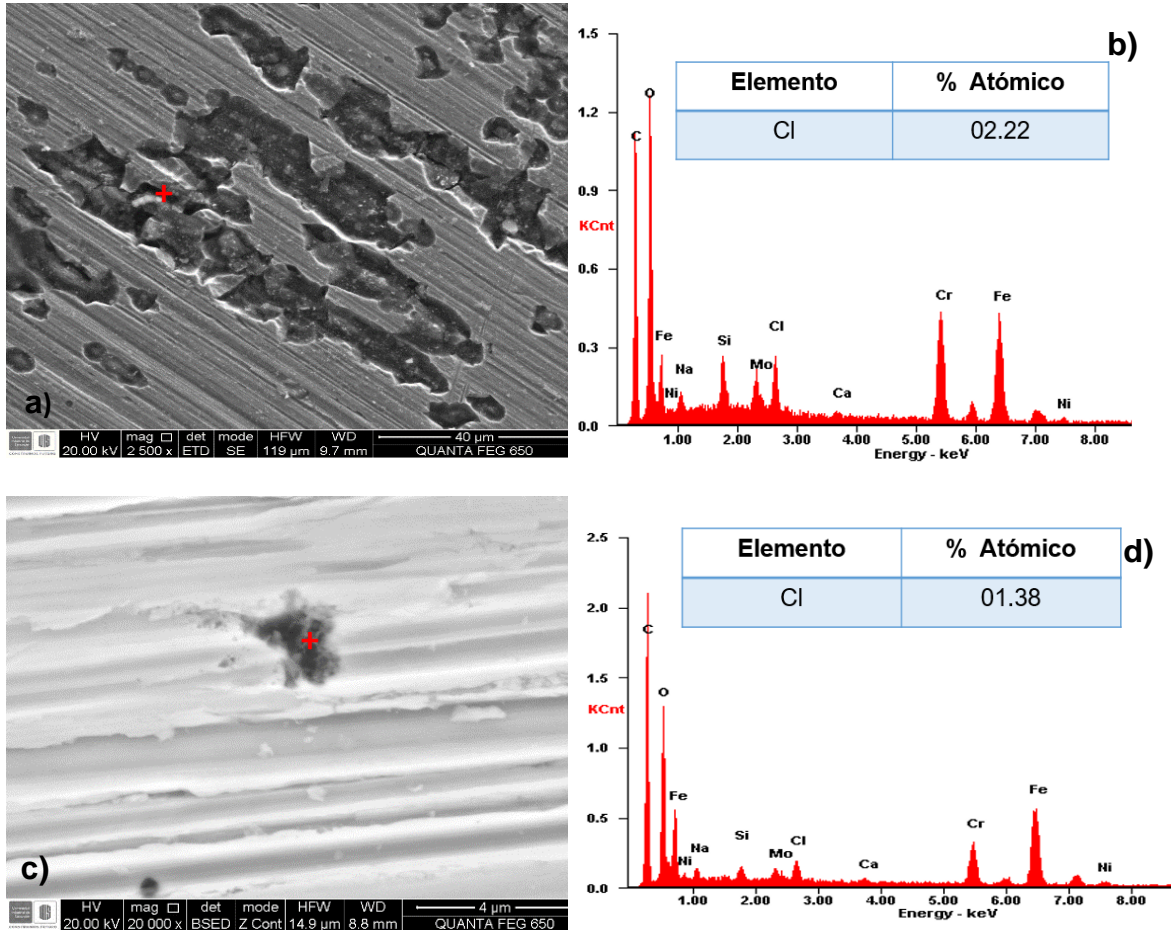 a)
HV mag □ det mode HFW WD 40 µm
20.00 kV 2 500 x ETD SE 119 µm 9.7 mm QUANTA FEG 650
b)
Elemento % Atómico
Cl 02.22
1.5
1.2
0.9
KCnt
0.6
0.3
0.0
C O Fe Ni Na Si Mo Cl Ca Cr Fe Ni
1.00 2.00 3.00 4.00 5.00 6.00 7.00 8.00
Energy - keV
c)
HV mag □ det mode HFW WD 4 µm
20.00 kV 20 000 x BSED Z Cont 14.9 µm 8.8 mm QUANTA FEG 650
d)
Elemento % Atómico
Cl 01.38
2.5
2.0
1.5
KCnt
1.0
0.5
0.0
C O Fe Ni Na Si Mo Cl Ca Cr Fe Ni
1.00 2.00 3.00 4.00 5.00 6.00 7.00 8.00
Energy - keV